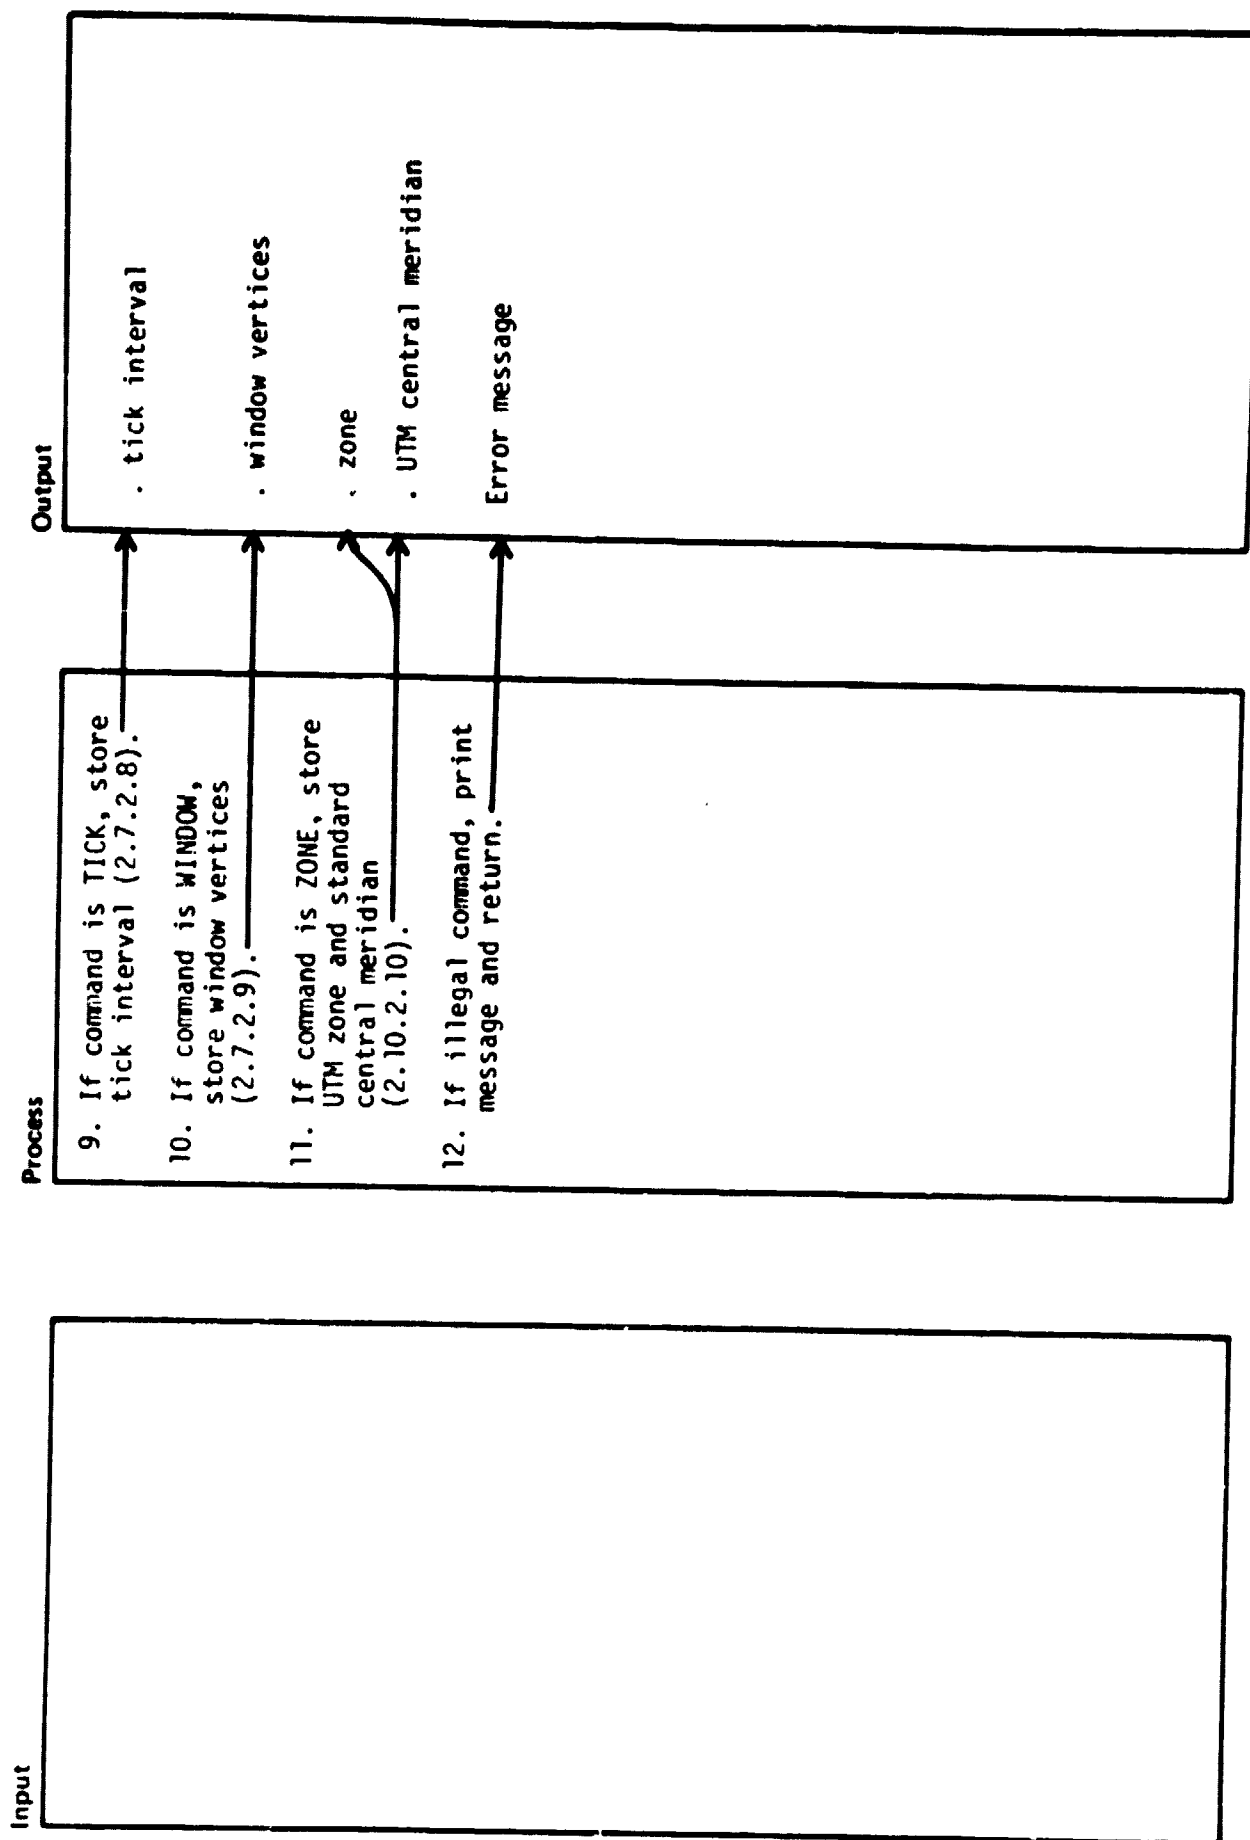 Input
Process
9. If command is TICK, store
tick interval (2.7.2.8).
10. If command is WINDOW,
store window vertices
(2.7.2.9).
11. If command is ZONE, store
UTM zone and standard
central meridian
(2.10.2.10).
12. If illegal command, print
message and return.
Output
. tick interval
. window vertices
. zone
. UTM central meridian
Error message